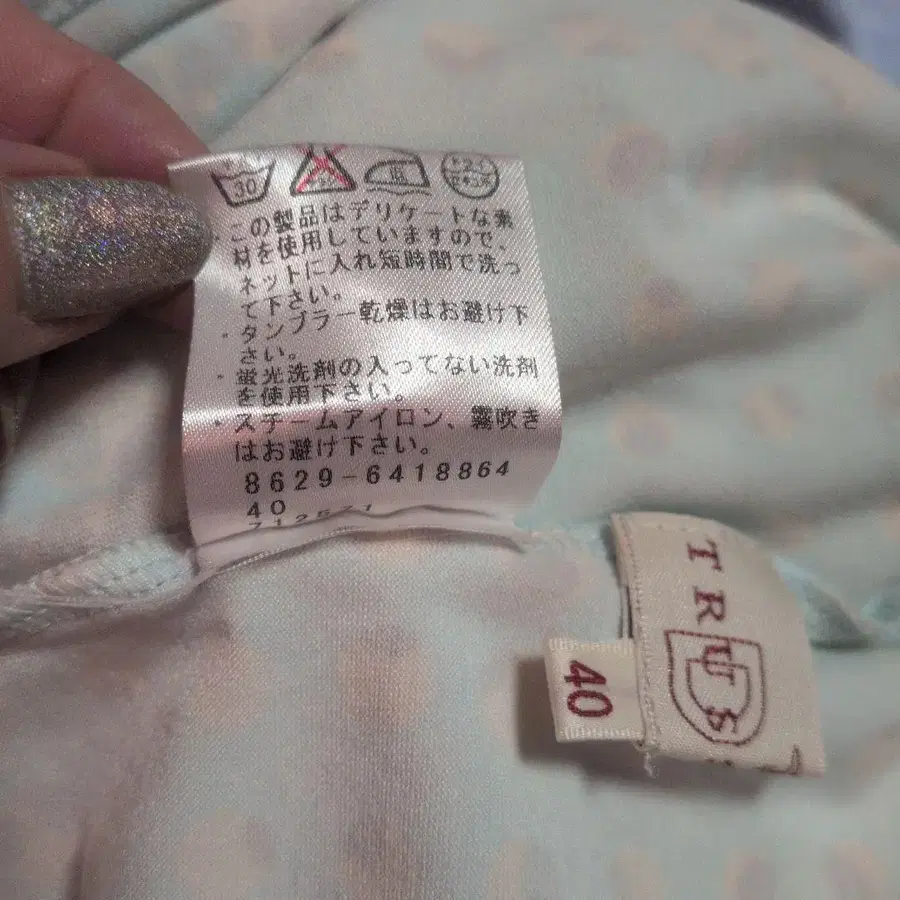 30
・この製品はデリケートな素
材を使用していますので、
ネットに入れ短時間で洗っ
て下さい。
・タンブラー乾燥はお避け下
さい。
・蛍光洗剤の入ってない洗剤
を使用下さい。
・スチームアイロン、霧吹き
はお避け下さい。
8629-6418864
40
TRUS
40